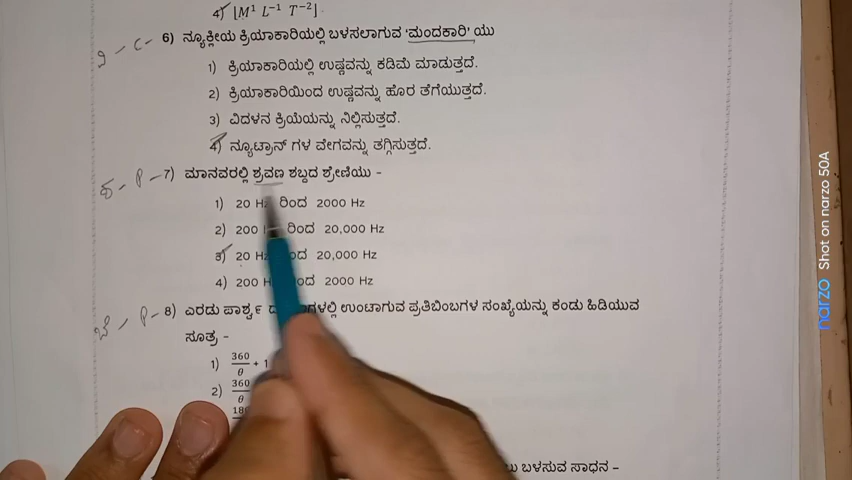 4) [M¹ L⁻¹ T⁻²].
6) ನ್ಯೂಕ್ಲೀಯ ಕ್ರಿಯಾಕಾರಿಯಲ್ಲಿ ಬಳಸಲಾಗುವ 'ಮಂದಕಾರಿ' ಯು
1) ಕ್ರಿಯಾಕಾರಿಯಲ್ಲಿ ಉಷ್ಣವನ್ನು ಕಡಿಮೆ ಮಾಡುತ್ತದೆ.
2) ಕ್ರಿಯಾಕಾರಿಯಿಂದ ಉಷ್ಣವನ್ನು ಹೊರ ತೆಗೆಯುತ್ತದೆ.
3) ವಿದಳನ ಕ್ರಿಯೆಯನ್ನು ನಿಲ್ಲಿಸುತ್ತದೆ.
4) ನ್ಯೂಟ್ರಾನ್ ಗಳ ವೇಗವನ್ನು ತಗ್ಗಿಸುತ್ತದೆ.
7) ಮಾನವರಲ್ಲಿ ಶ್ರವಣ ಶಬ್ದದ ಶ್ರೇಣಿಯು -
1) 20 Hz ರಿಂದ 2000 Hz
2) 200 ರಿಂದ 20,000 Hz
3) 20 Hz 20,000 Hz
4) 200 H 2000 Hz
8) ಎರಡು ಪಾರ್ಶ್ವ ಉಂಟಾಗುವ ಪ್ರತಿಬಿಂಬಗಳ ಸಂಖ್ಯೆಯನ್ನು ಕಂಡು ಹಿಡಿಯುವ
ಸೂತ್ರ -
1) 360/θ + 1
2) 360/θ
ಬಳಸುವ ಸಾಧನ -
narzo Shot on narzo 50A